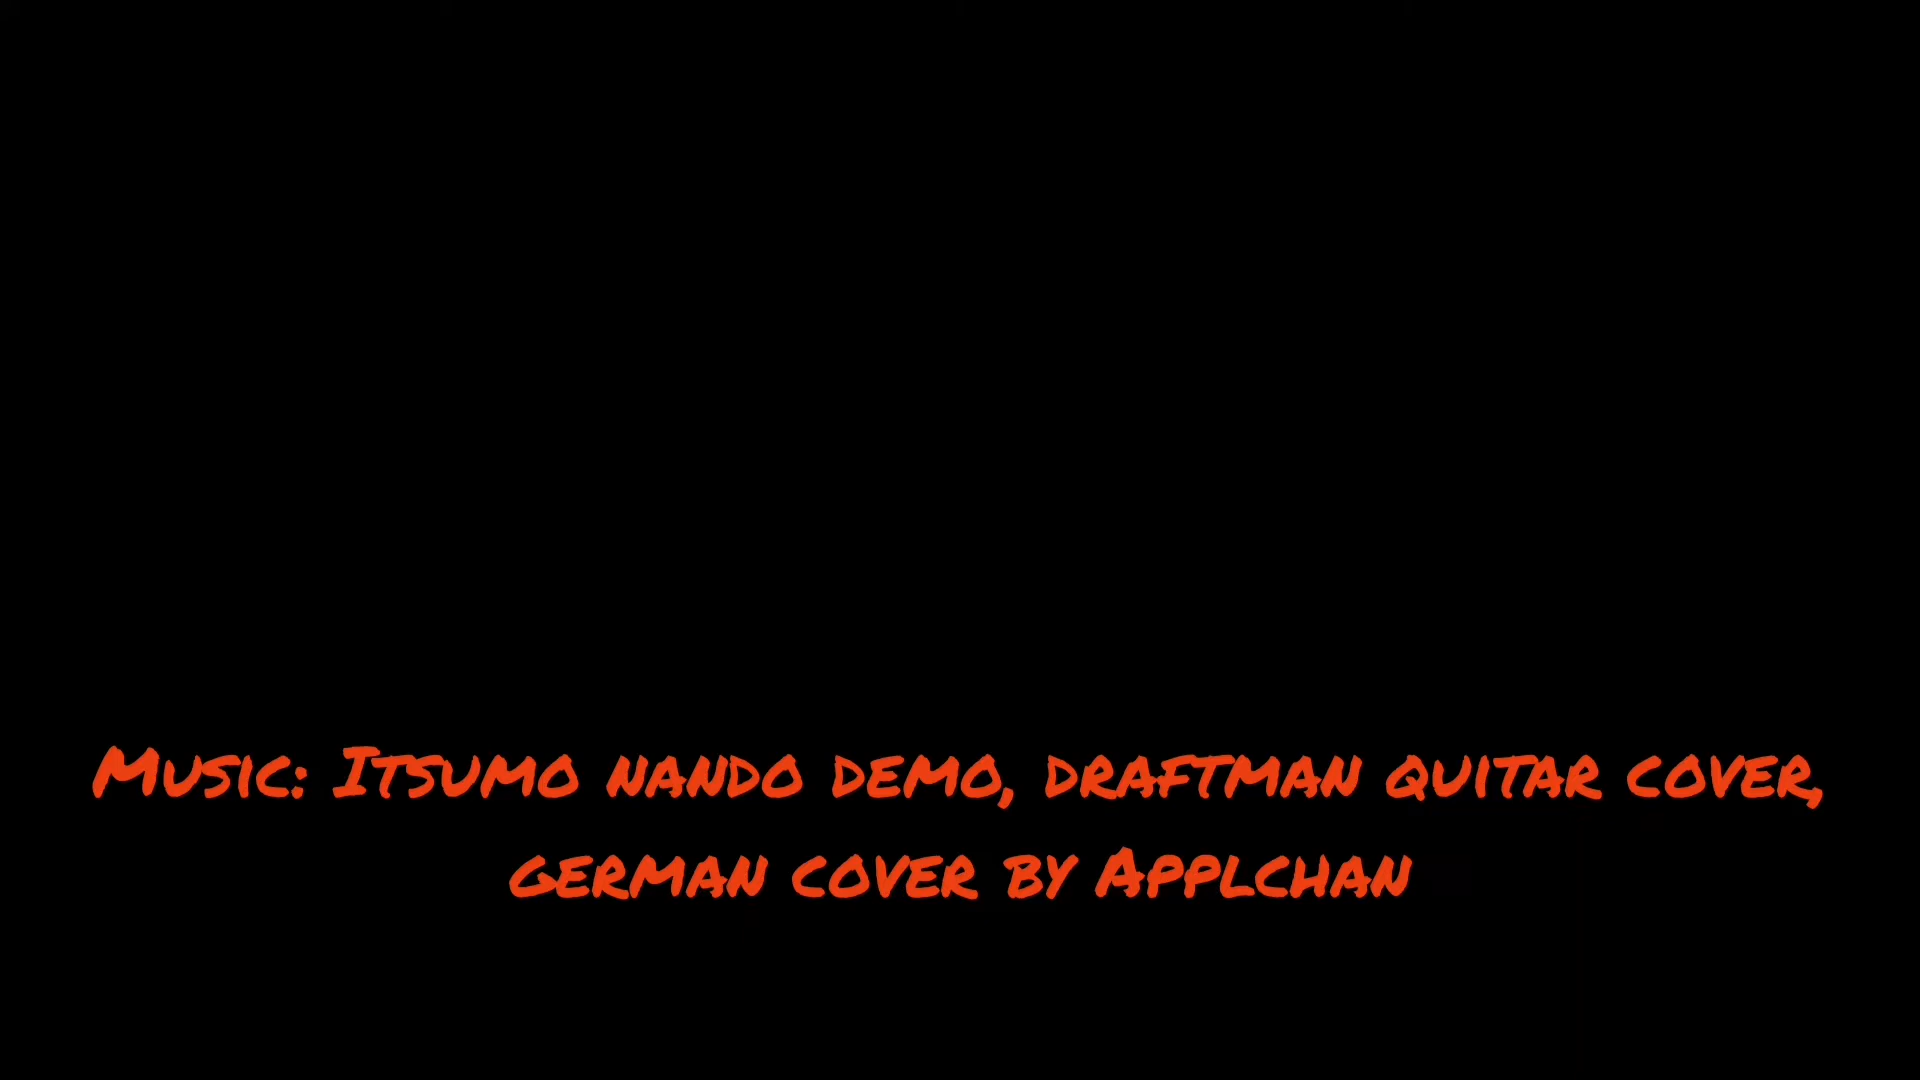 Music: Itsumo nando demo, draftman quitar cover,
german cover by Applchan